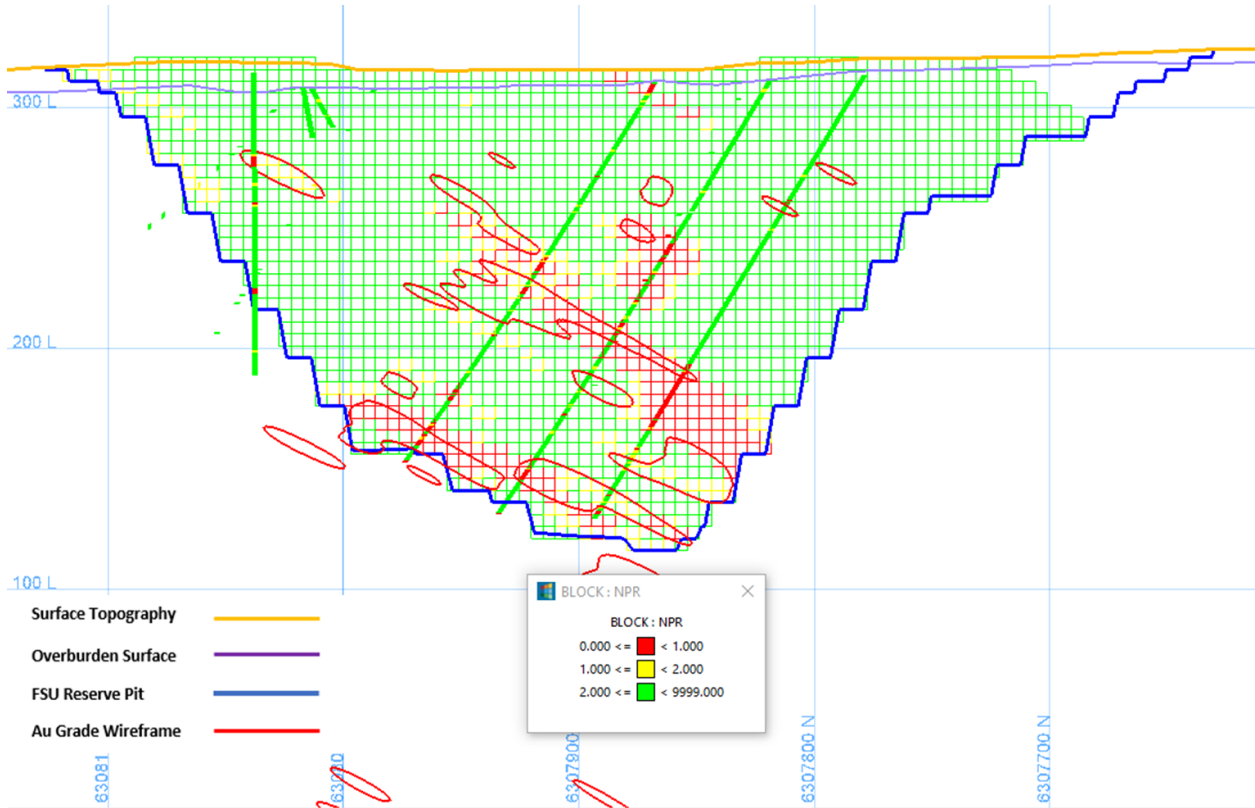 300 L
200 L
100 L
BLOCK : NPR
BLOCK : NPR
0.000 <= < 1.000
1.000 <= < 2.000
2.000 <= < 9999.000
Surface Topography
Overburden Surface
FSU Reserve Pit
Au Grade Wireframe
63081
6307900
6307800 N
6307700 N